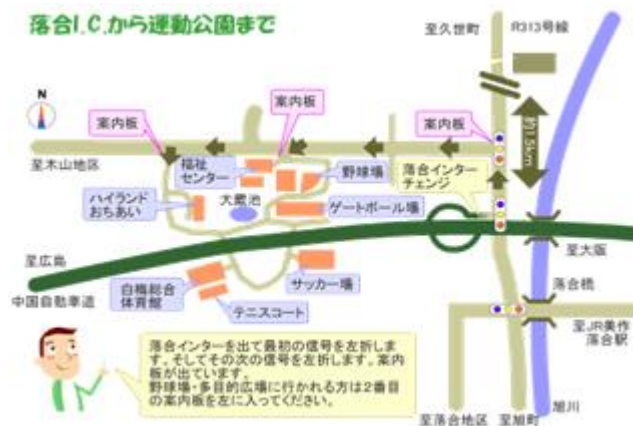 落合I.C.から運動公園まで
至久世町
R313号線
N
案内板
案内板
案内板
約1.5km
至木山地区
福祉
センター
野球場
落合インター
チェンジ
ハイランド
おちあい
大蔵池
ゲートボール場
至広島
中国自動車道
白梅総合
体育館
サッカー場
テニスコート
至大阪
落合橋
至JR美作
落合駅
落合インターを出て最初の信号を左折しま
す。そしてその次の信号を左折します。案内
板が出ています。
野球場・多目的広場に行かれる方は2番目
の案内板を左に入ってください。
至落合地区
至旭町
旭川